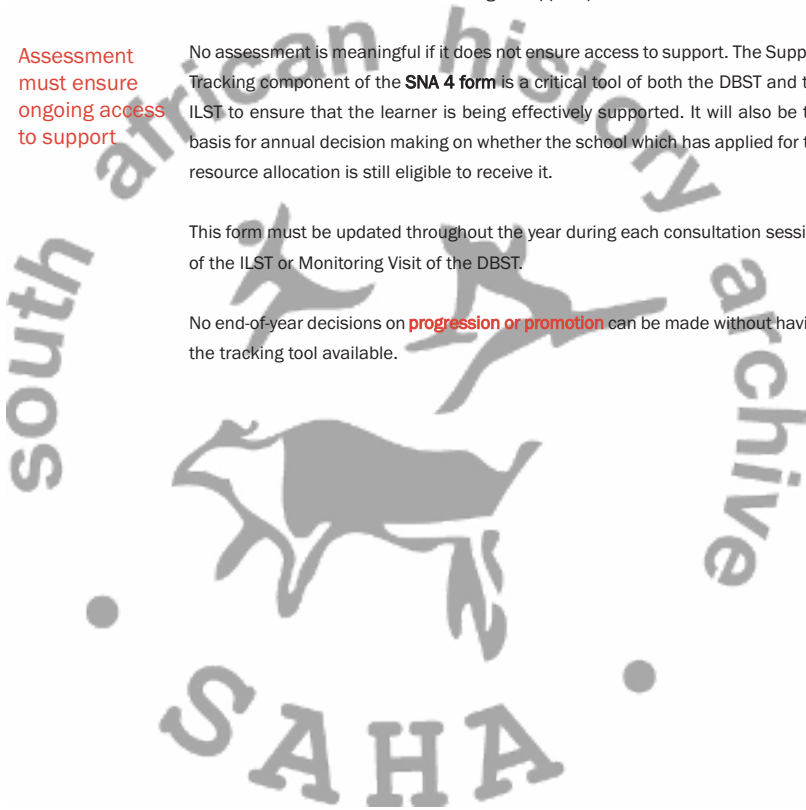 Assessment
must ensure
ongoing access
to support
No assessment is meaningful if it does not ensure access to support. The Supp
Tracking component of the SNA 4 form is a critical tool of both the DBST and t
ILST to ensure that the learner is being effectively supported. It will also be t
basis for annual decision making on whether the school which has applied for t
resource allocation is still eligible to receive it.
This form must be updated throughout the year during each consultation sessi
of the ILST or Monitoring Visit of the DBST.
No end-of-year decisions on progression or promotion can be made without havi
the tracking tool available.
south african history archive
SAHA